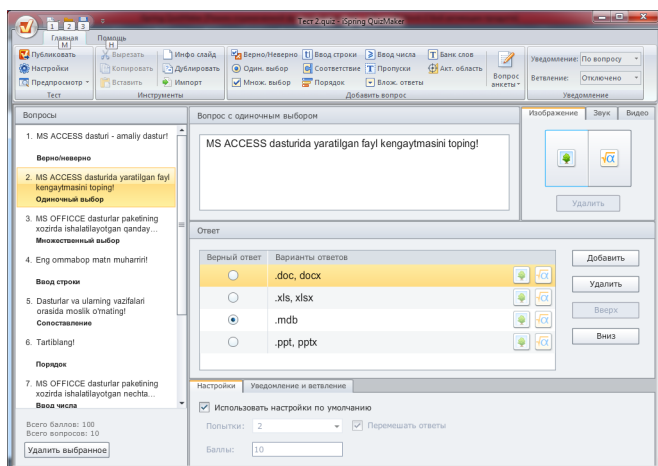 Тест2.quiz - iSpring QuizMaker
1 2 3
Главная Помощь
М Н
Публиковать
Настройки
Предпросмотр
Тест
Вырезать
Копировать
Вставить
Инфо слайд
Дублировать
Импорт
Инструменты
Верно/Неверно Ввод строки Ввод числа Банк слов
Один. выбор Соответствие Пропуски Акт. область
Множ. выбор Порядок Влож. ответы
Вопрос анкеты
Добавить вопрос
Уведомление: По вопросу
Ветвление: Отключено
Уведомление
Вопросы
1. MS ACCESS dasturi - amaliy dastur!
Верно/неверно
2. MS ACCESS dasturida yaratilgan fayl
kengaytmasini toping!
Одиночный выбор
3. MS OFFICCE dasturlar paketining
xozirda ishalatilayotgan qanday...
Множественный выбор
4. Eng ommabop matn muharriri!
Ввод строки
5. Dasturlar va ularning vazifalari
orasida moslik o'rnating!
Сопоставление
6. Tartiblang!
Порядок
7. MS OFFICCE dasturlar paketining
xozirda ishalatilayotgan nechta...
Ввод числа
Всего баллов: 100
Всего вопросов: 10
Удалить выбранное
Вопрос с одиночным выбором
MS ACCESS dasturida yaratilgan fayl kengaytmasini toping!
Изображение Звук Видео
√α
Удалить
Ответ
Верный ответ Варианты ответов
.doc, docx √α
.xls, xlsx √α
.mdb √α
.ppt, pptx √α
Добавить
Удалить
Вверх
Вниз
Настройки Уведомление и ветвление
Использовать настройки по умолчанию
Попытки: 2 Перемешать ответы
Баллы: 10